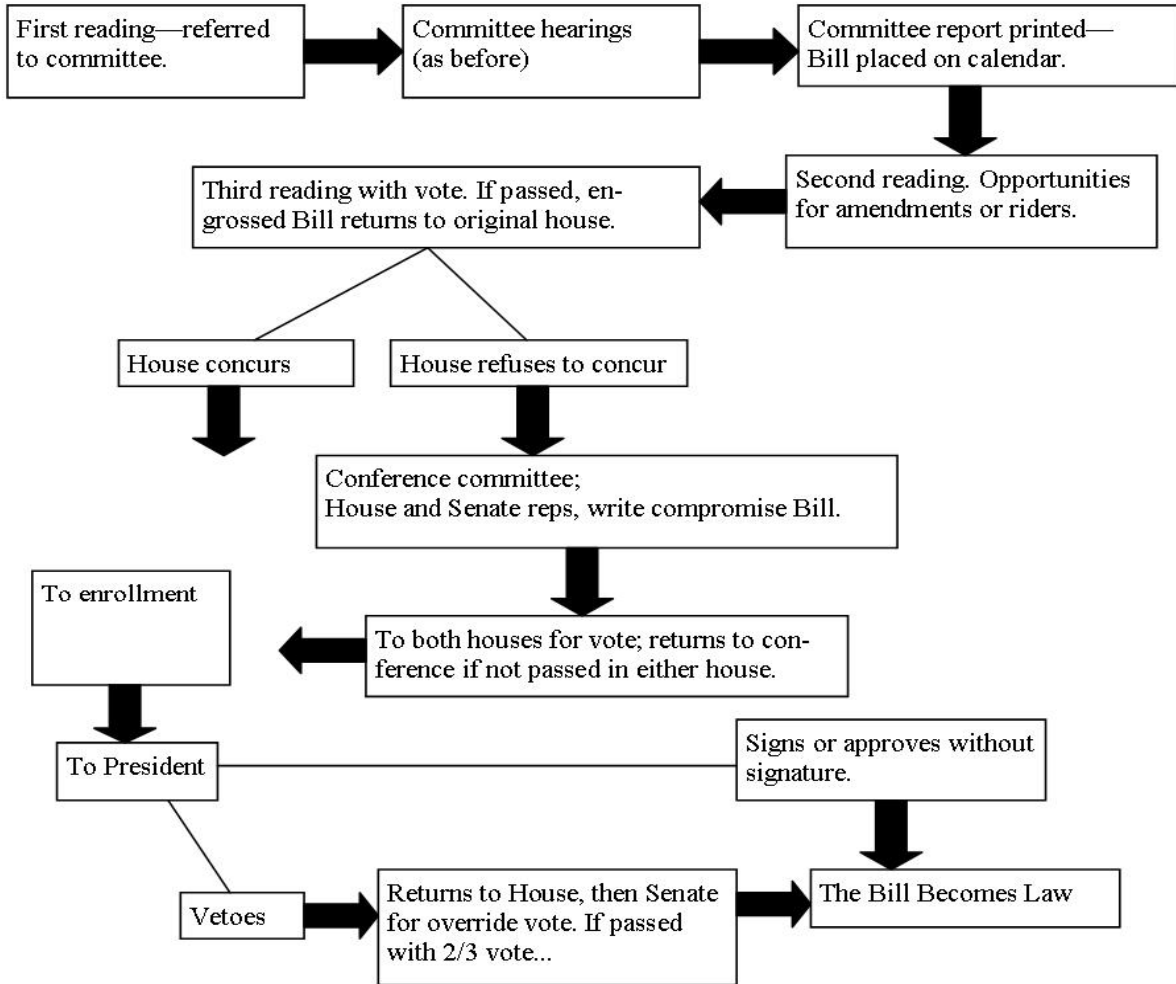 First reading—referred
to committee.
Committee hearings
(as before)
Committee report printed—
Bill placed on calendar.
Second reading. Opportunities
for amendments or riders.
Third reading with vote. If passed, en-
grossed Bill returns to original house.
House concurs
House refuses to concur
Conference committee;
House and Senate reps, write compromise Bill.
To both houses for vote; returns to con-
ference if not passed in either house.
To enrollment
To President
Signs or approves without
signature.
Vetoes
Returns to House, then Senate
for override vote. If passed
with 2/3 vote...
The Bill Becomes Law